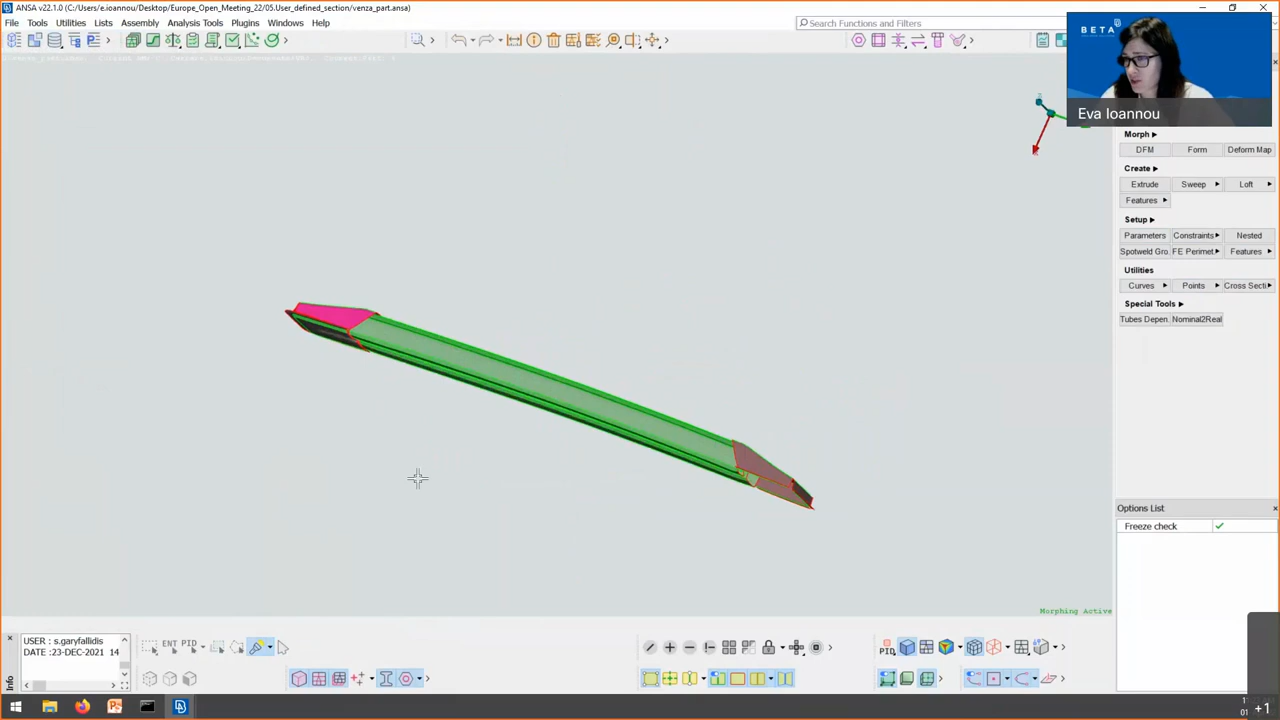 ANSA v22.1.0 (C:/Users/e.ioannou/Desktop/Europe_Open_Meeting_22/05.User_defined_section/venza_part.ansa)
File Tools Utilities Lists Assembly Analysis Tools Plugins Windows Help
Search Functions and Filters
BETA
Eva Ioannou
Morph
DFM Form Deform Map
Create
Extrude Sweep Loft
Features
Setup
Parameters Constraints Nested
Spotweld Gro. FE Perimet Features
Utilities
Curves Points Cross Secti
Special Tools
Tubes Depen. Nominal2Real
Options List
Freeze check
Morphing Active
USER : s.garyfallidis
DATE :23-DEC-2021 14
Info
ENT PID
PID
+1